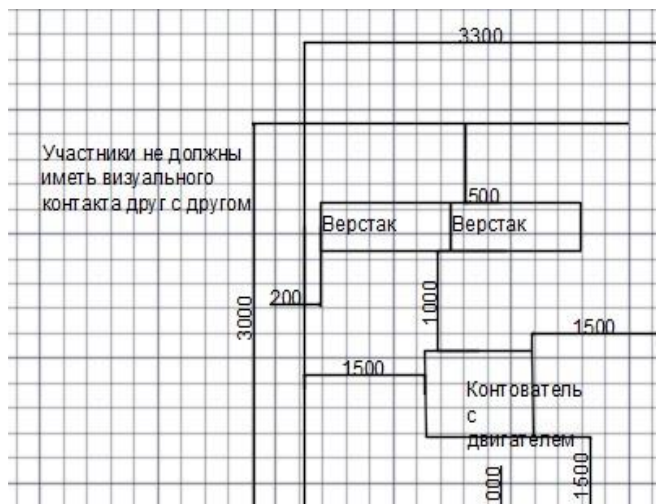 3300
Участники не должны
иметь визуального
контакта друг с другом
500
Верстак Верстак
200
3000
1000
1500
1500
Контователь
с
двигателем
1500